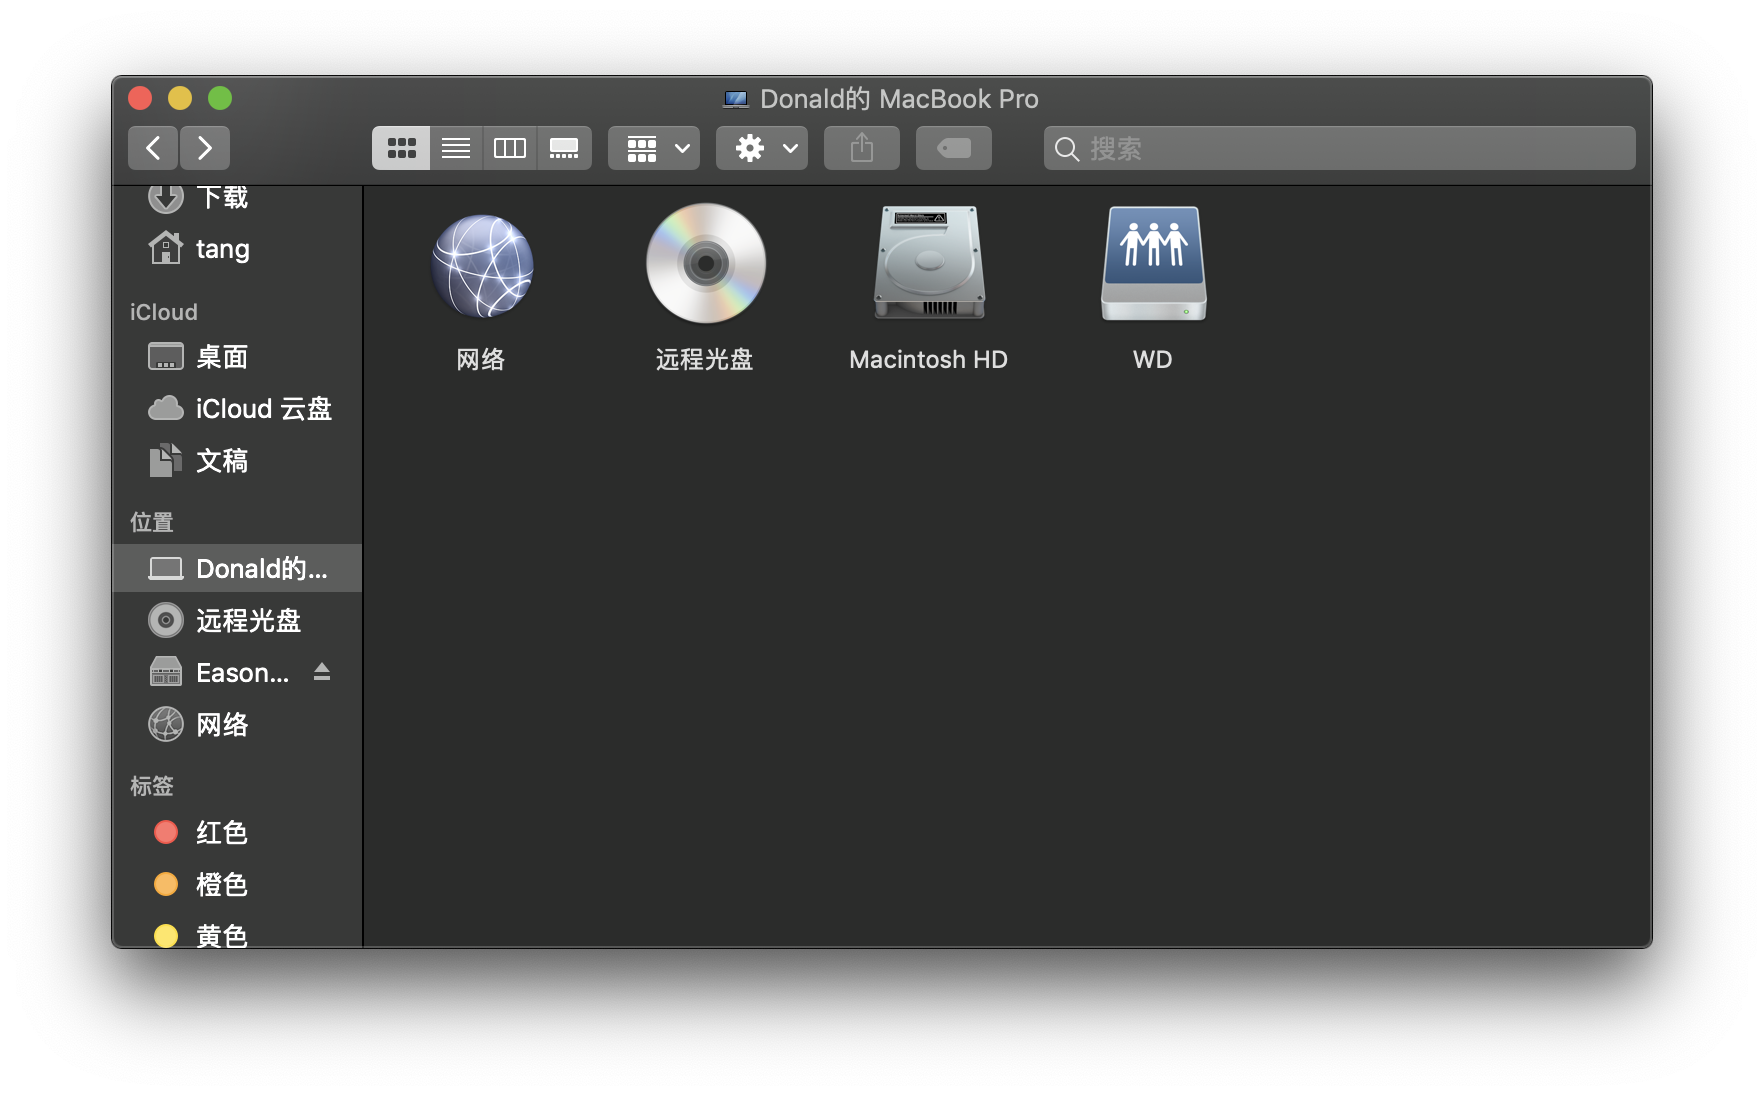 Donald的 MacBook Pro
搜索
下载
tang
iCloud
桌面
iCloud 云盘
文稿
位置
Donald的...
远程光盘
Eason...
网络
标签
红色
橙色
黄色
网络
远程光盘
Macintosh HD
WD